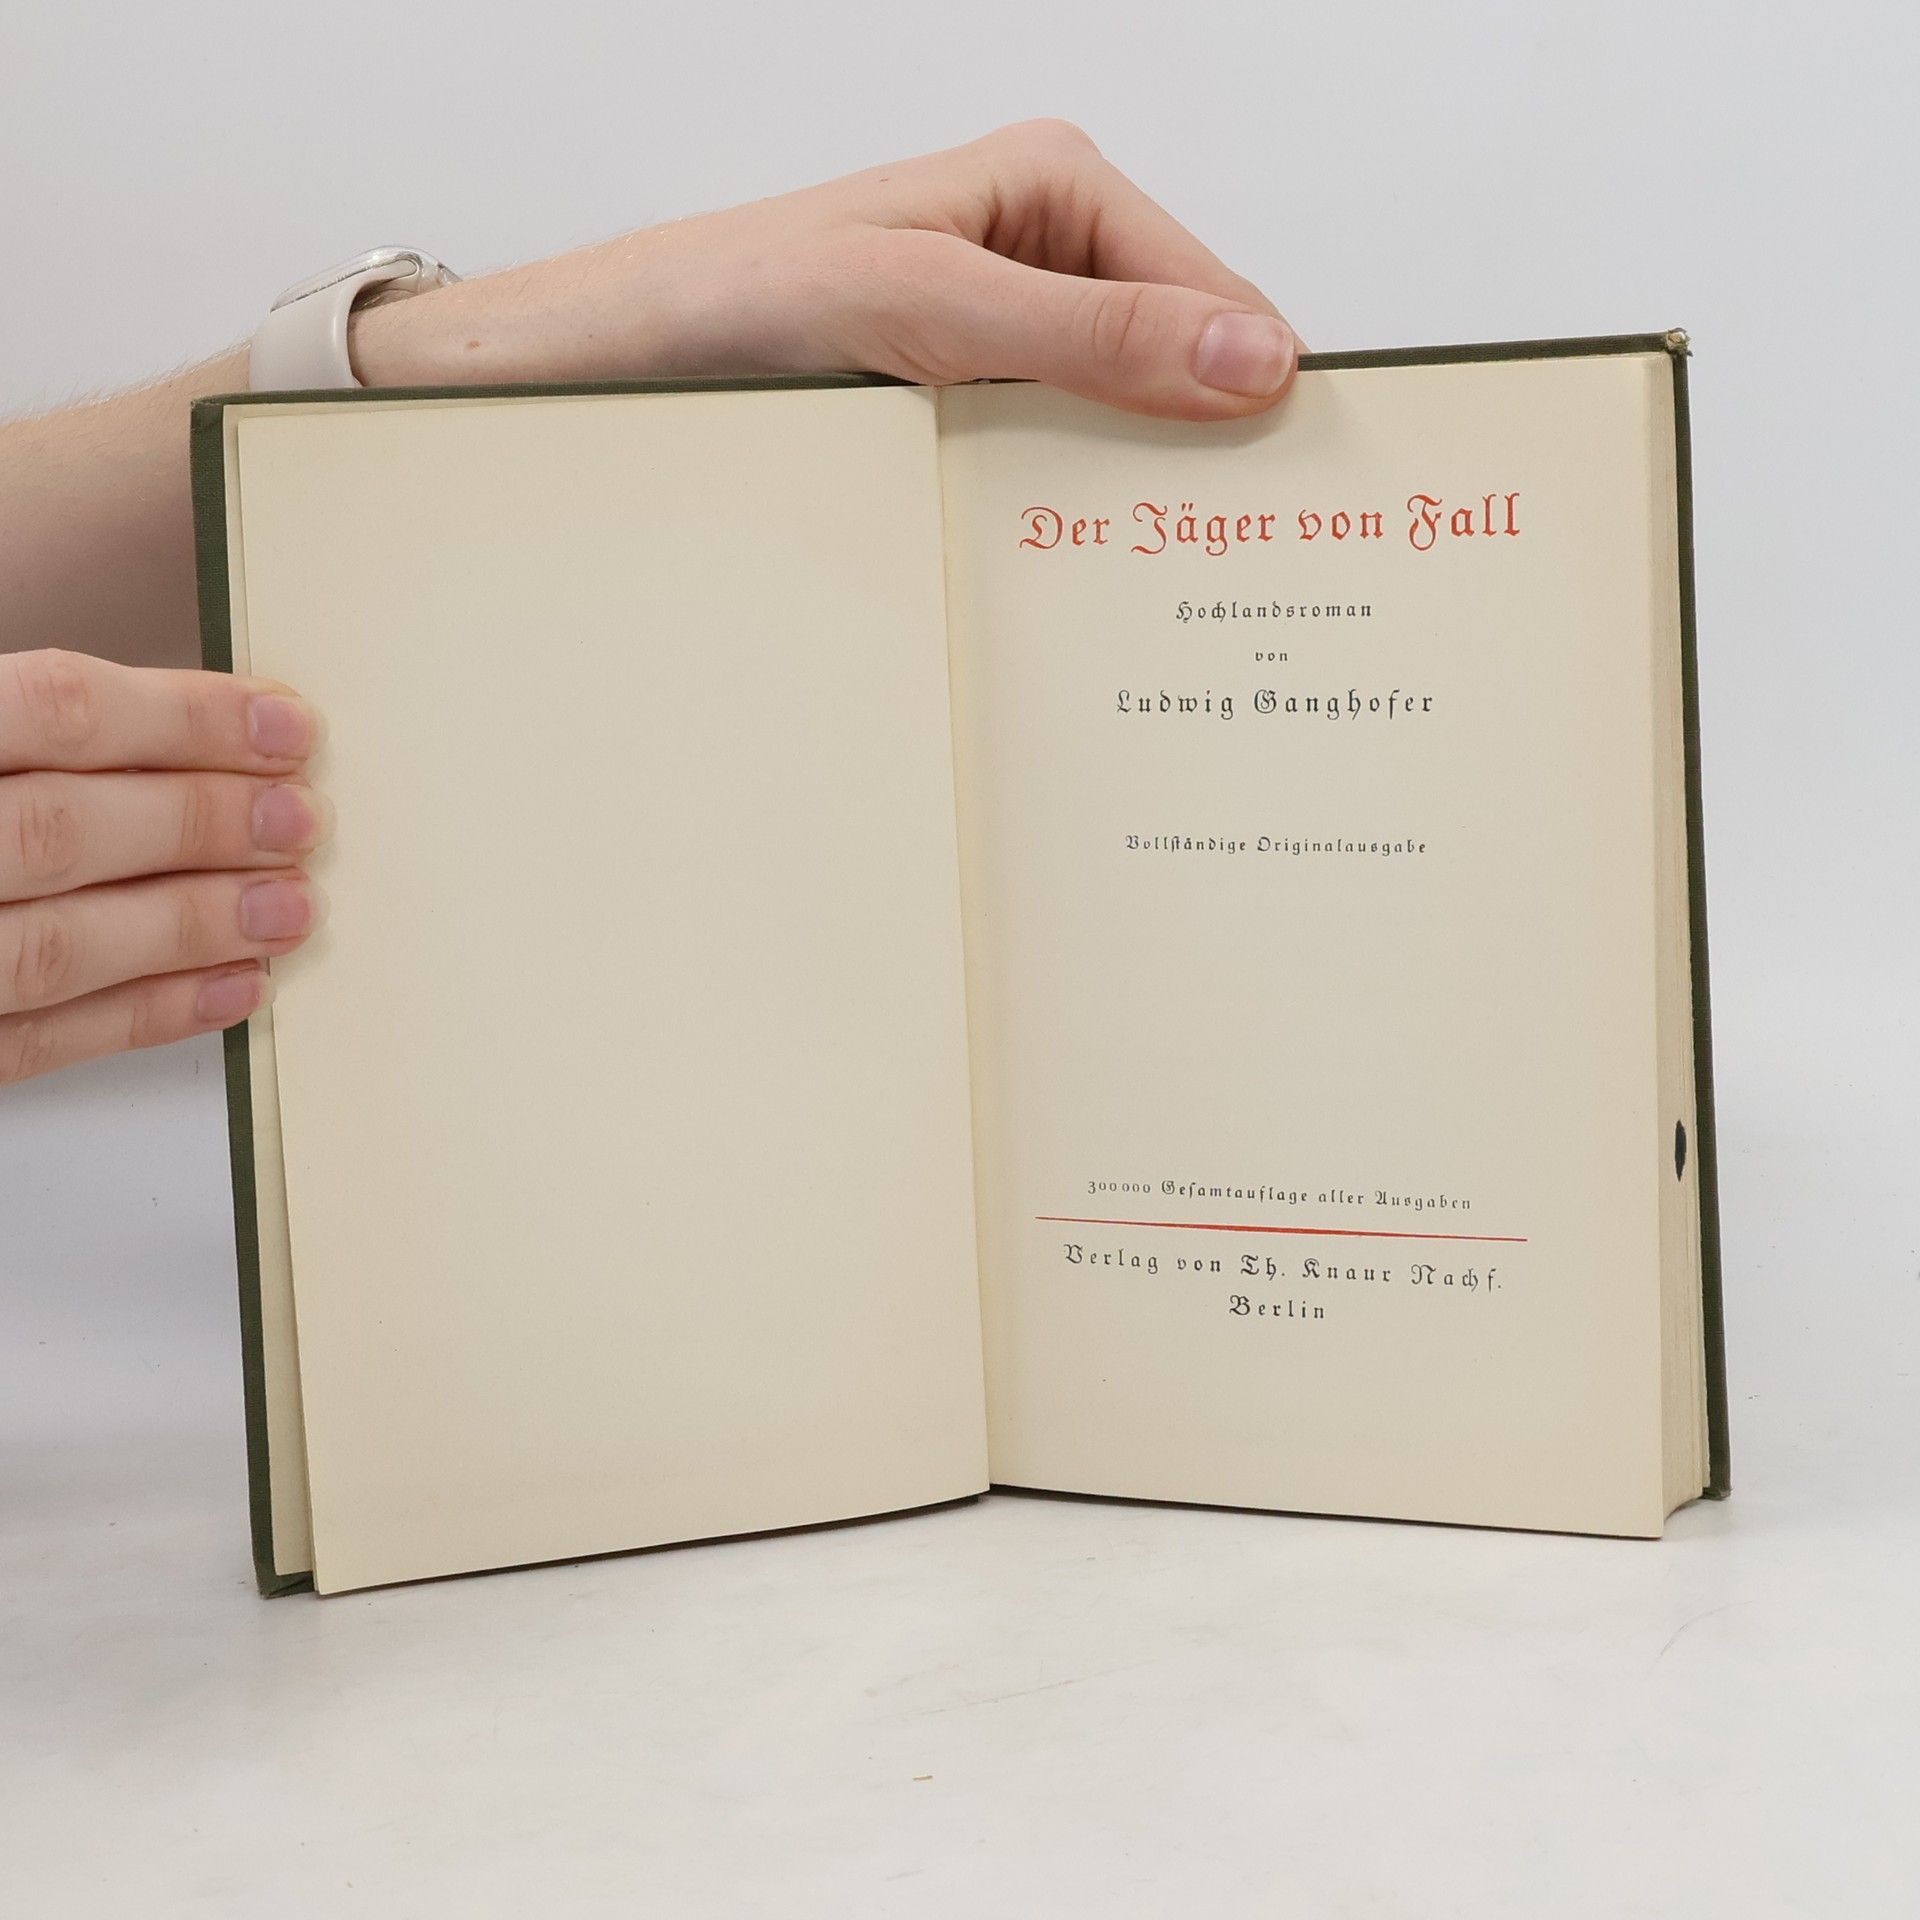 Der Jäger von Fall
Hochlandsroman
von
Ludwig Ganghofer
Vollſtändige Originalausgabe
300000 Geſamtauflage aller Ausgaben
Verlag von Th. Knaur Nachf.
Berlin